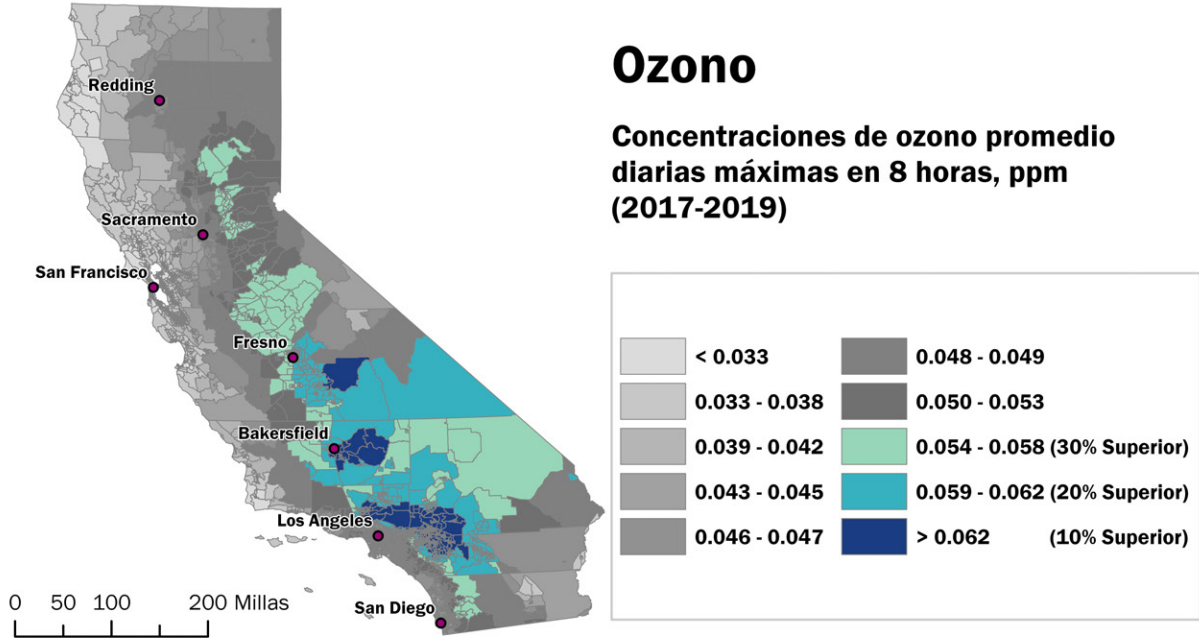 Ozono
Concentraciones de ozono promedio
diarias máximas en 8 horas, ppm
(2017-2019)
Redding
Sacramento
San Francisco
Fresno
Bakersfield
Los Angeles
San Diego
0 50 100 200 Millas
< 0.033
0.033 - 0.038
0.039 - 0.042
0.043 - 0.045
0.046 - 0.047
0.048 - 0.049
0.050 - 0.053
0.054 - 0.058 (30% Superior)
0.059 - 0.062 (20% Superior)
> 0.062 (10% Superior)